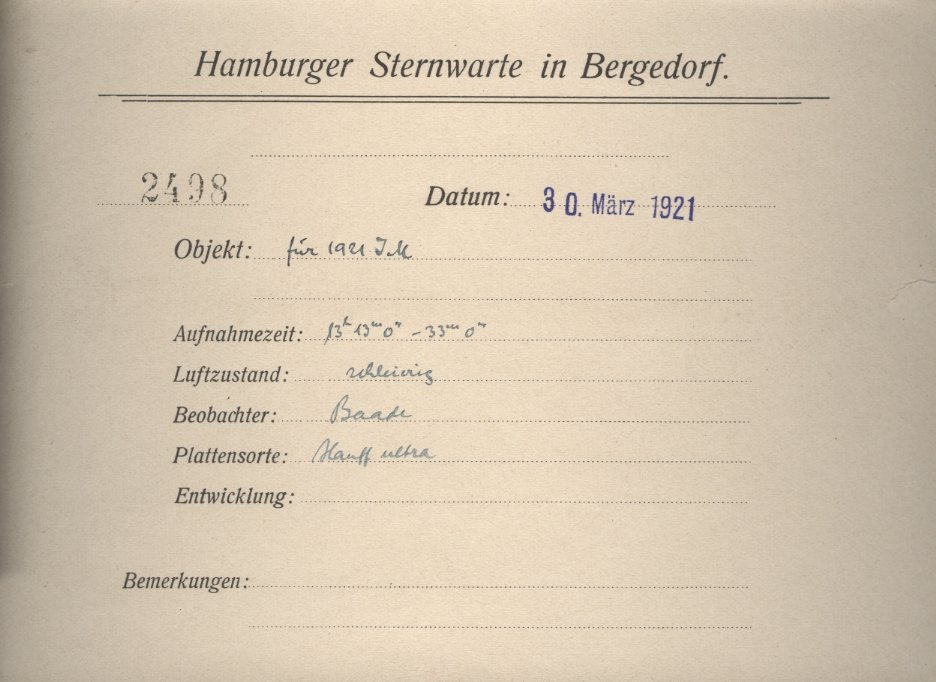 Hamburger Sternwarte in Bergedorf.
2498 Datum: 30. März 1921
Objekt: für 1921 JM
Aufnahmezeit: 13ʰ 13ᵐ 0ˢ – 33ᵐ 0ˢ
Luftzustand: schleierig
Beobachter: Baade
Plattensorte: Hauff ultra
Entwicklung:
Bemerkungen: